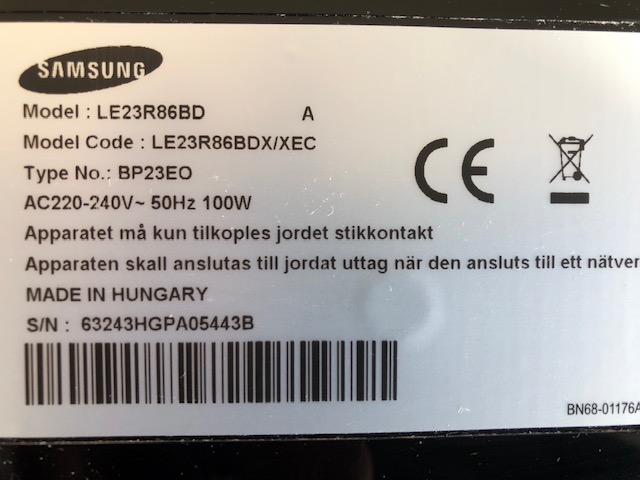 SAMSUNG
Model : LE23R86BD A
Model Code : LE23R86BDX/XEC
Type No.: BP23EO
AC220-240V~ 50Hz 100W
Apparatet må kun tilkoples jordet stikkontakt
Apparaten skall anslutas till jordat uttag när den ansluts till ett nätver
MADE IN HUNGARY
S/N : 63243HGPA05443B
BN68-01176A
CE